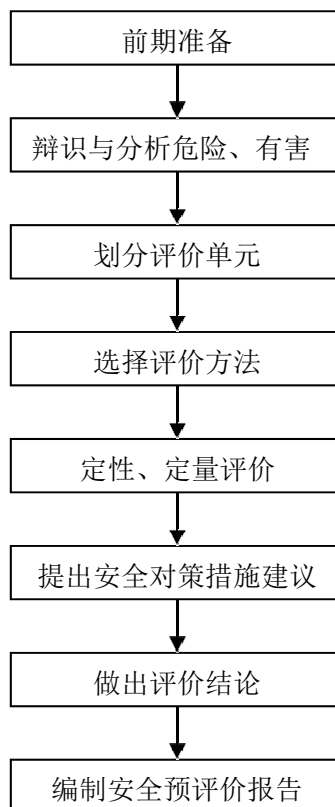 前期准备
辩识与分析危险、有害
划分评价单元
选择评价方法
定性、定量评价
提出安全对策措施建议
做出评价结论
编制安全预评价报告